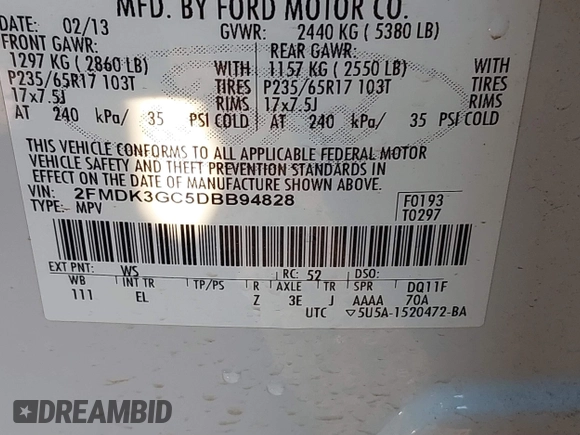 MFD. BY FORD MOTOR CO.
DATE: 02/13 GVWR: 2440 KG ( 5380 LB)
FRONT GAWR: REAR GAWR:
1297 KG ( 2860 LB) WITH 1157 KG ( 2550 LB) WITH
P235/65R17 103T TIRES P235/65R17 103T TIRES
17x7.5J RIMS 17x7.5J RIMS
AT 240 kPa/ 35 PSI COLD AT 240 kPa/ 35 PSI COLD
THIS VEHICLE CONFORMS TO ALL APPLICABLE FEDERAL MOTOR
VEHICLE SAFETY AND THEFT PREVENTION STANDARDS IN
EFFECT ON THE DATE OF MANUFACTURE SHOWN ABOVE.
VIN: 2FMDK3GC5DBB94828 F0193
TYPE: MPV T0297
EXT PNT: WS RC: 52 DSO:
WB INT TR TP/PS R AXLE TR SPR DQ11F
111 EL Z 3E J AAAA 70A
UTC ▽5U5A-1520472-BA
DREAMBID